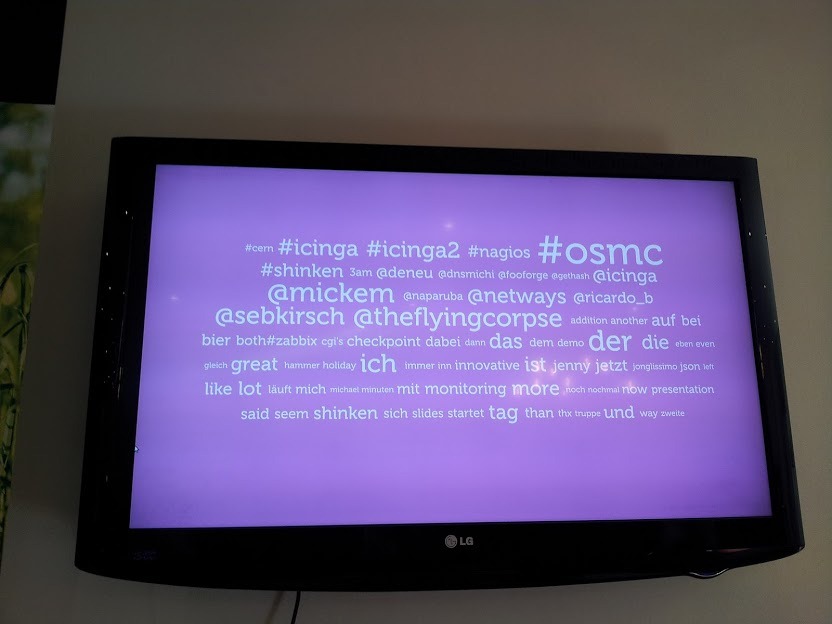 #cern #icinga #icinga2 #nagios #osmc
#shinken 3am @deneu @dnsmichi @fooforge @gethash @icinga
@mickem @naparuba @netways @ricardo_b
@sebkirsch @theflyingcorpse addition another auf bei
bier both#zabbix cgi's checkpoint dabei dann das dem demo der die eben even
gleich great hammer holiday ich immer inn innovative ist jenny jetzt jonglissimo json left
like lot läuft mich michael minuten mit monitoring more noch nochmal now presentation
said seem shinken sich slides startet tag than thx truppe und way zweite
LG